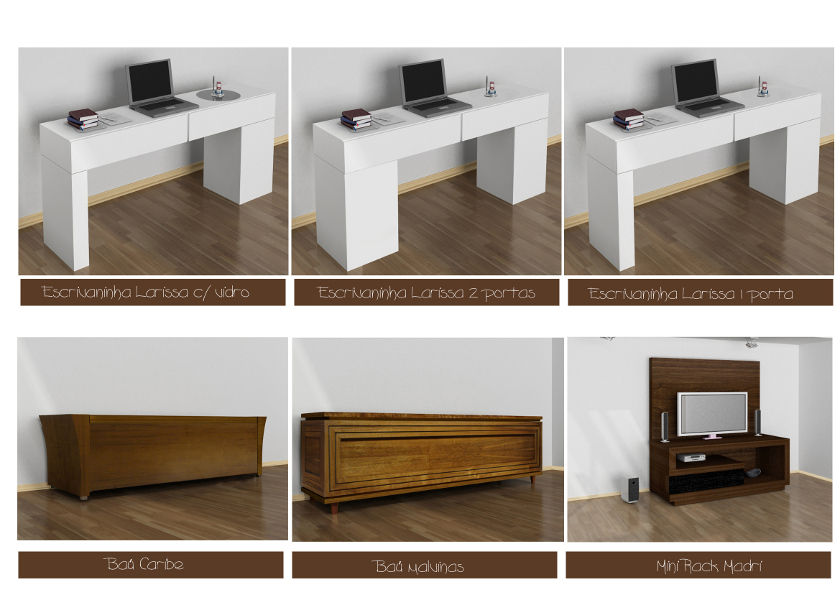 Escrivaninha Larissa c/ vidro
Escrivaninha Larissa 2 portas
Escrivaninha Larissa 1 porta
Baú Caribe
Baú Malvinas
Mini Rack Madri